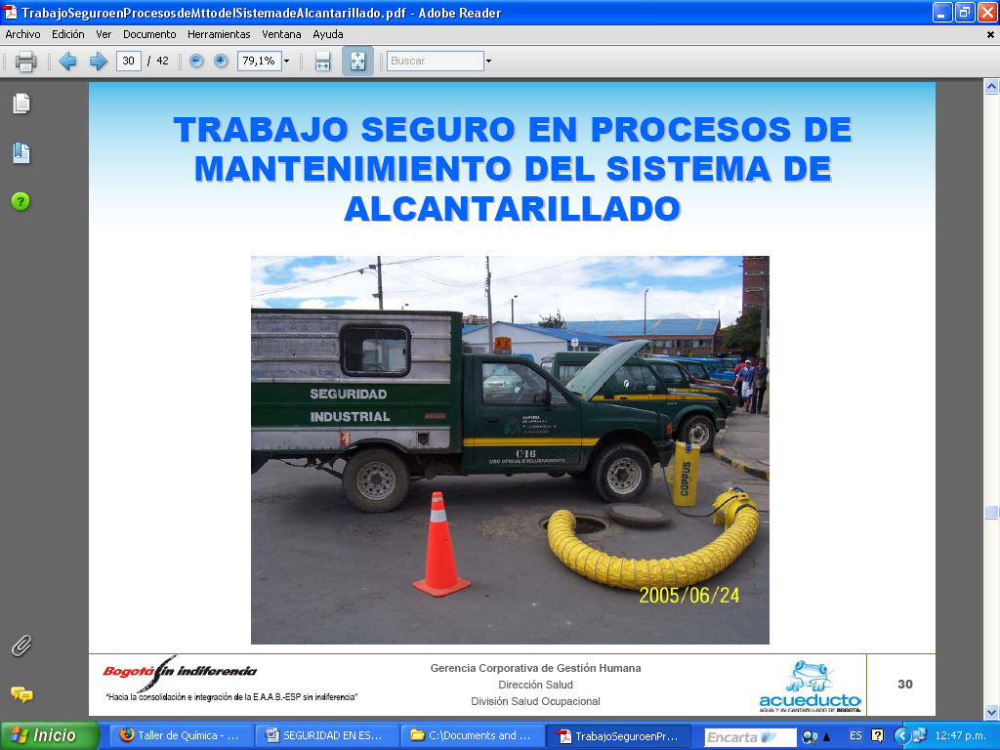 TrabajoSeguroenProcesosdeMttodelSistemadeAlcantarillado.pdf - Adobe Reader
Archivo Edición Ver Documento Herramientas Ventana Ayuda
30 / 42 79,1% Buscar
TRABAJO SEGURO EN PROCESOS DE
MANTENIMIENTO DEL SISTEMA DE
ALCANTARILLADO
SEGURIDAD
INDUSTRIAL
C-16
USO OFICIAL EXCLUSIVAMENTE
COPPUS
2005/06/24
Bogotá sin indiferencia
"Hacia la consolidación e integración de la E.A.A.B.-ESP sin indiferencia"
Gerencia Corporativa de Gestión Humana
Dirección Salud
División Salud Ocupacional
acueducto
AGUA Y ALCANTARILLADO DE BOGOTÁ
30
Inicio Taller de Química - ... SEGURIDAD EN ES... C:\Documents and ... TrabajoSeguroenPr... Encarta ES 12:47 p.m.